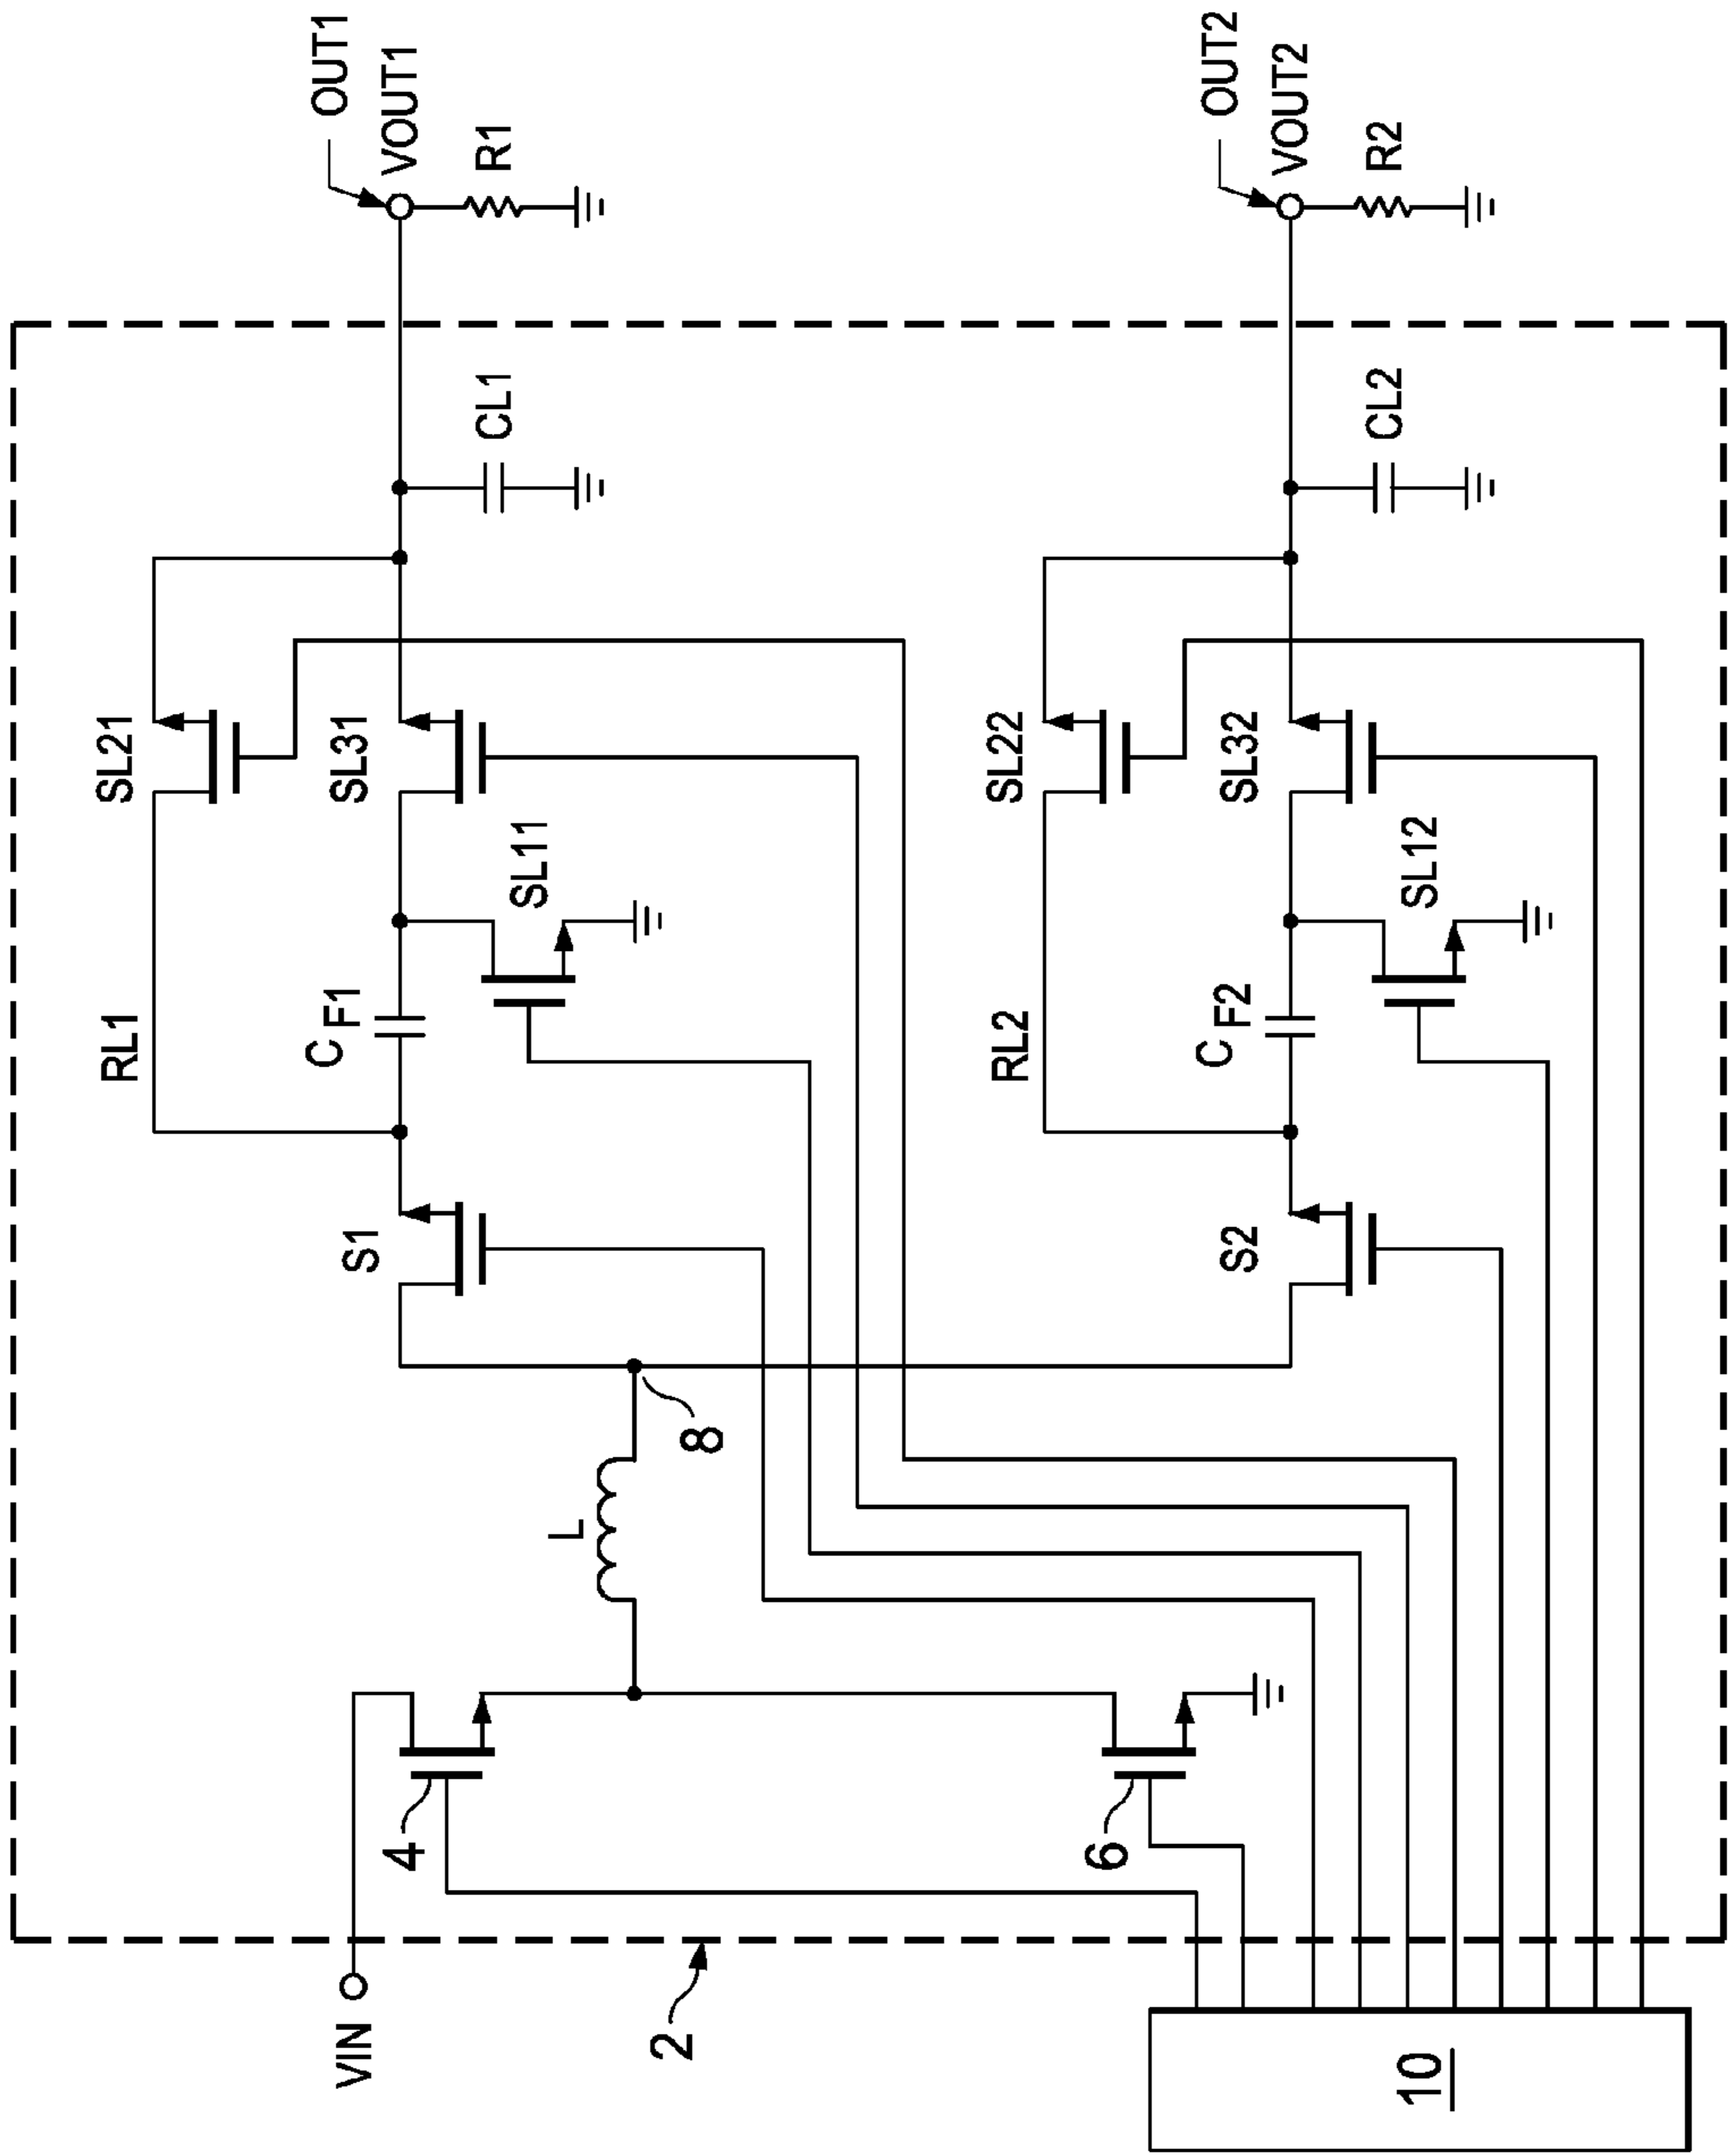 VIN
2
10
4
6
L
8
S1
RL1
CF1
SL11
SL21
SL31
CL1
OUT1
VOUT1
R1
S2
RL2
CF2
SL12
SL22
SL32
CL2
OUT2
VOUT2
R2